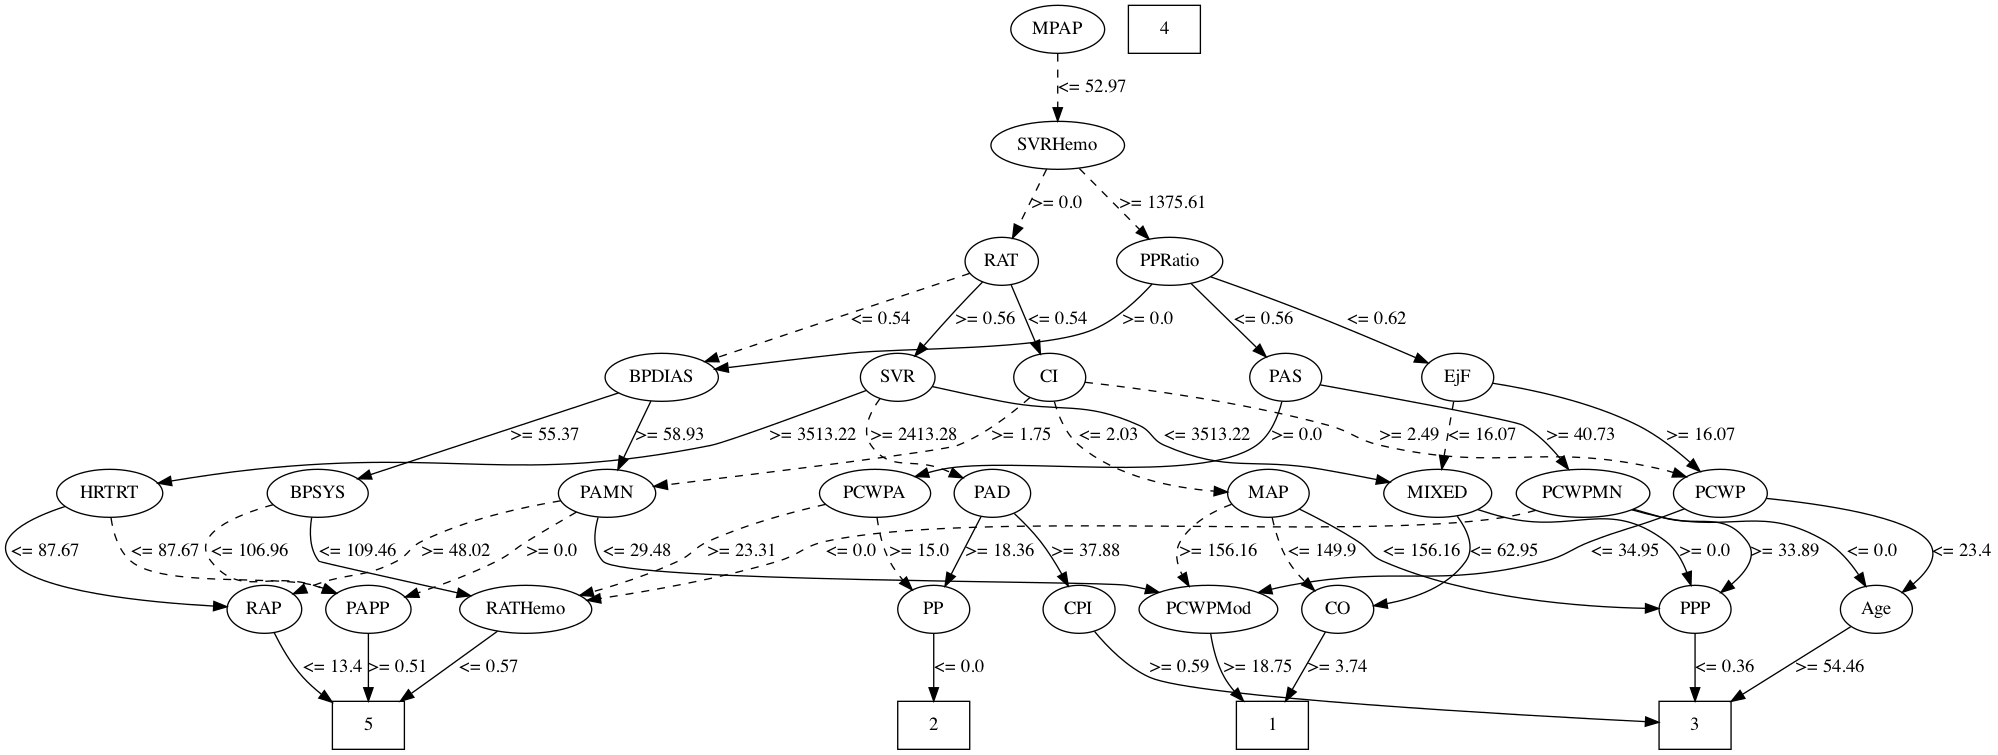 MPAP
4
<= 52.97
SVRHemo
>= 0.0
>= 1375.61
RAT
PPRatio
<= 0.54
>= 0.56
<= 0.54
>= 0.0
<= 0.56
<= 0.62
BPDIAS
SVR
CI
PAS
EjF
>= 55.37
>= 58.93
>= 3513.22
>= 2413.28
>= 1.75
<= 2.03
<= 3513.22
>= 0.0
>= 2.49
<= 16.07
>= 40.73
>= 16.07
HRTRT
BPSYS
PAMN
PCWPA
PAD
MAP
MIXED
PCWPMN
PCWP
<= 87.67
<= 87.67
<= 106.96
<= 109.46
>= 48.02
>= 0.0
<= 29.48
>= 23.31
<= 0.0
>= 15.0
>= 18.36
>= 37.88
>= 156.16
<= 149.9
<= 156.16
<= 62.95
<= 34.95
>= 0.0
>= 33.89
<= 0.0
<= 23.4
RAP
PAPP
RATHemo
PP
CPI
PCWPMod
CO
PPP
Age
<= 13.4
>= 0.51
<= 0.57
<= 0.0
>= 0.59
>= 18.75
>= 3.74
<= 0.36
>= 54.46
5
2
1
3